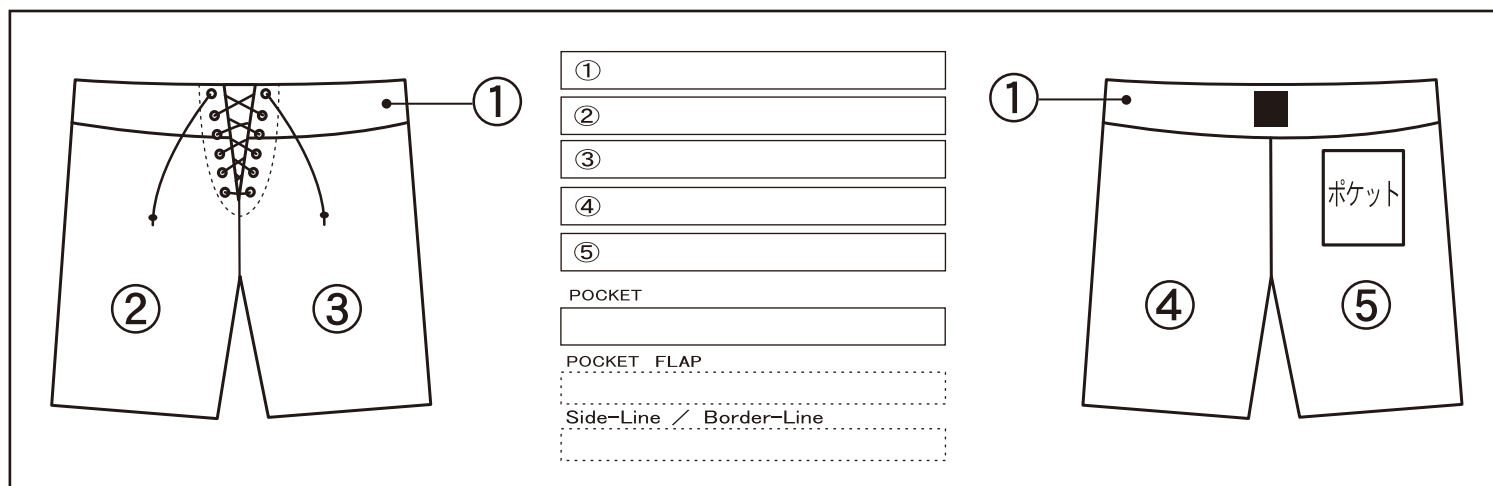 ①
②
③
①
②
③
④
⑤
POCKET
POCKET FLAP
Side-Line ／ Border-Line
①
ポケット
④
⑤